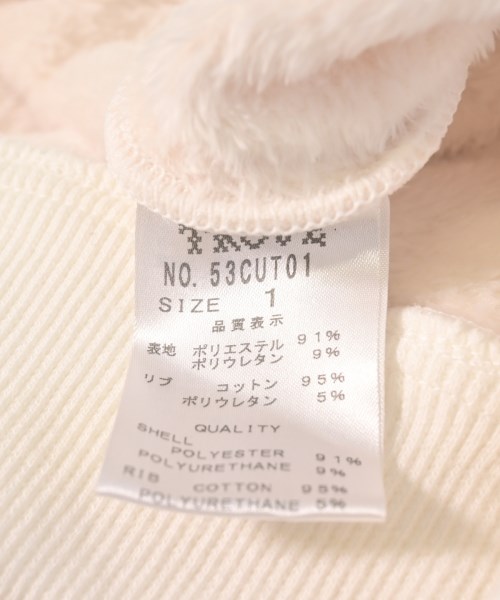 TROVE
NO. 53CUT01
SIZE 1
品質表示
表地 ポリエステル 91%
ポリウレタン 9%
リブ コットン 95%
ポリウレタン 5%
QUALITY
SHELL
POLYESTER 91%
POLYURETHANE 9%
RIB
COTTON 95%
POLYURETHANE 5%